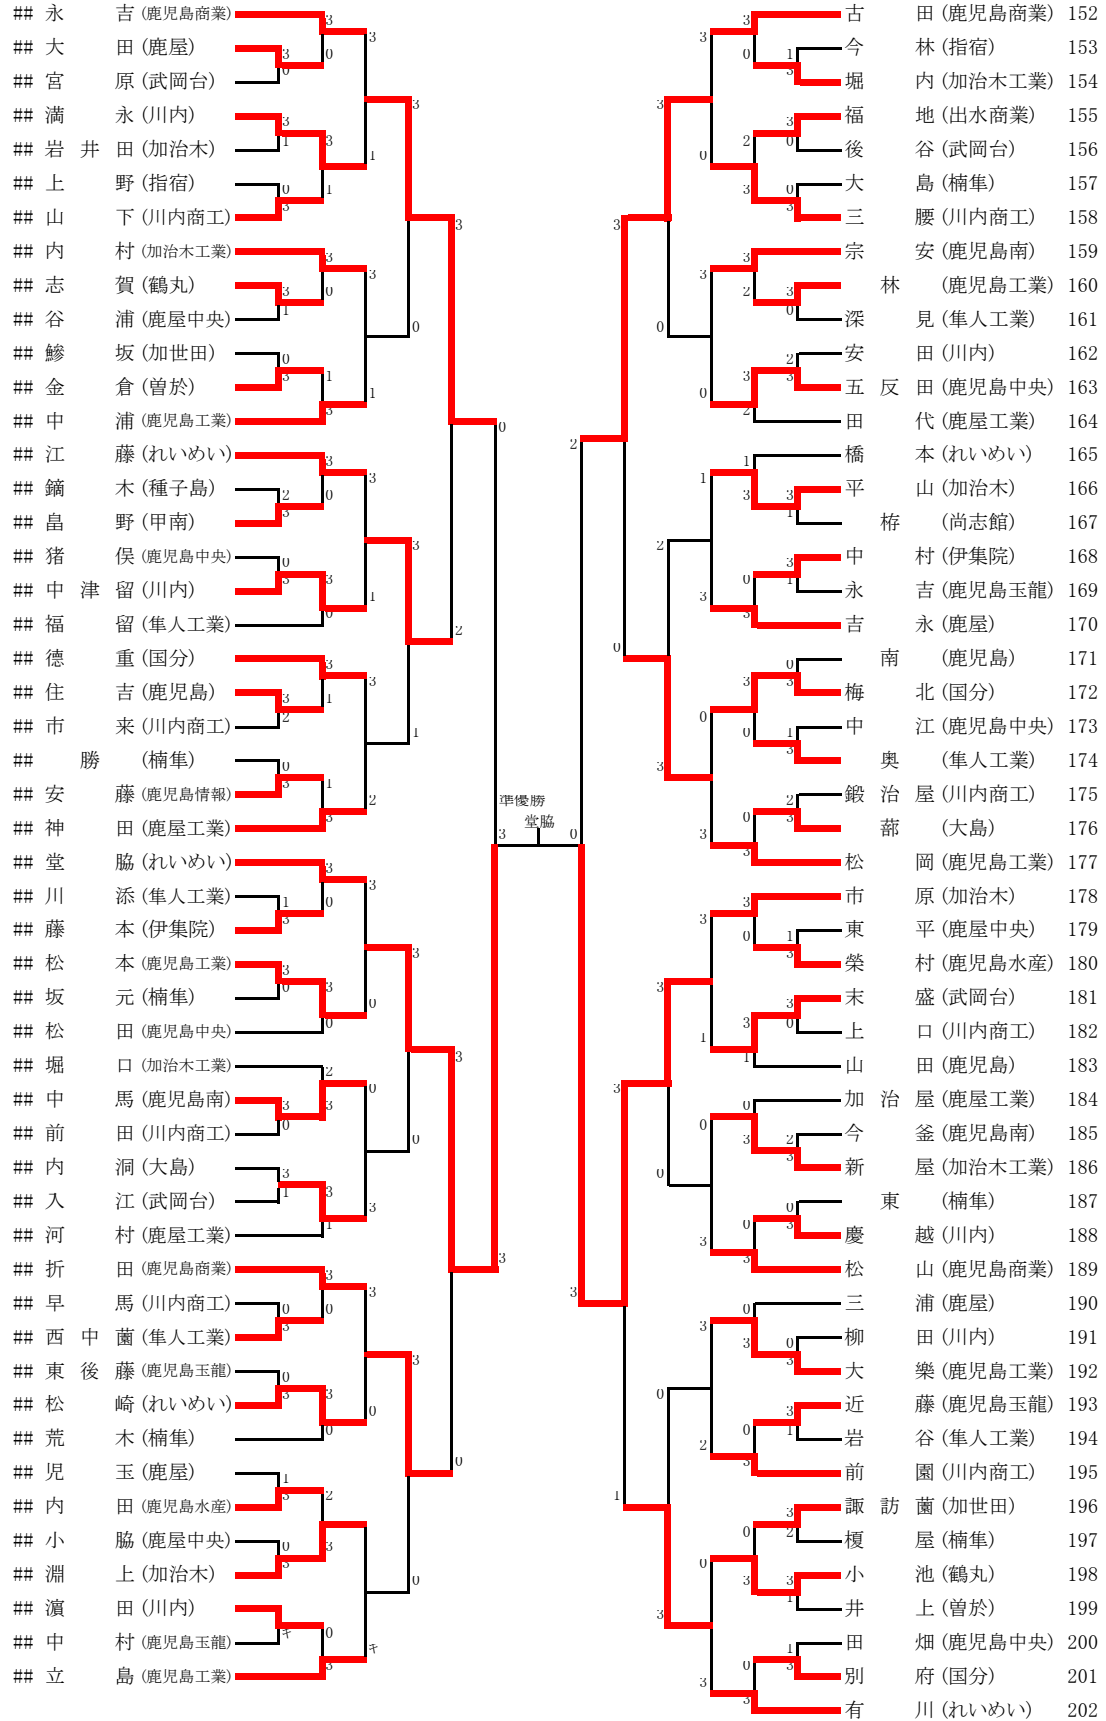 ## 永吉 (鹿児島商業)
## 大田 (鹿屋)
## 宮原 (武岡台)
## 満永 (川内)
## 岩井田 (加治木)
## 上野 (指宿)
## 山下 (川内商工)
## 内村 (加治木工業)
## 志賀 (鶴丸)
## 谷浦 (鹿屋中央)
## 鰺坂 (加世田)
## 金倉 (曽於)
## 中浦 (鹿児島工業)
## 江藤 (れいめい)
## 鏑木 (種子島)
## 畠野 (甲南)
## 猪俣 (鹿児島中央)
## 中津留 (川内)
## 福留 (隼人工業)
## 德重 (国分)
## 住吉 (鹿児島)
## 市来 (川内商工)
## 勝 (楠隼)
## 安藤 (鹿児島情報)
## 神田 (鹿屋工業)
## 堂脇 (れいめい)
## 川添 (隼人工業)
## 藤本 (伊集院)
## 松本 (鹿児島工業)
## 坂元 (楠隼)
## 松田 (鹿児島中央)
## 堀口 (加治木工業)
## 中馬 (鹿児島南)
## 前田 (川内商工)
## 内洞 (大島)
## 入江 (武岡台)
## 河村 (鹿屋工業)
## 折田 (鹿児島商業)
## 早馬 (川内商工)
## 西中薗 (隼人工業)
## 東後藤 (鹿児島玉龍)
## 松崎 (れいめい)
## 荒木 (楠隼)
## 児玉 (鹿屋)
## 内田 (鹿児島水産)
## 小脇 (鹿屋中央)
## 淵上 (加治木)
## 濵田 (川内)
## 中村 (鹿児島玉龍)
## 立島 (鹿児島工業)
準優勝
堂脇
3 0
古田 (鹿児島商業) 152
今林 (指宿) 153
堀内 (加治木工業) 154
福地 (出水商業) 155
後谷 (武岡台) 156
大島 (楠隼) 157
三腰 (川内商工) 158
宗安 (鹿児島南) 159
林 (鹿児島工業) 160
深見 (隼人工業) 161
安田 (川内) 162
五反田 (鹿児島中央) 163
田代 (鹿屋工業) 164
橋本 (れいめい) 165
平山 (加治木) 166
栫 (尚志館) 167
中村 (伊集院) 168
永吉 (鹿児島玉龍) 169
吉永 (鹿屋) 170
南 (鹿児島) 171
梅北 (国分) 172
中江 (鹿児島中央) 173
奥 (隼人工業) 174
鍛治屋 (川内商工) 175
蔀 (大島) 176
松岡 (鹿児島工業) 177
市原 (加治木) 178
東平 (鹿屋中央) 179
榮村 (鹿児島水産) 180
末盛 (武岡台) 181
上口 (川内商工) 182
山田 (鹿児島) 183
加治屋 (鹿屋工業) 184
今釜 (鹿児島南) 185
新屋 (加治木工業) 186
東 (楠隼) 187
慶越 (川内) 188
松山 (鹿児島商業) 189
三浦 (鹿屋) 190
柳田 (川内) 191
大樂 (鹿児島工業) 192
近藤 (鹿児島玉龍) 193
岩谷 (隼人工業) 194
前園 (川内商工) 195
諏訪薗 (加世田) 196
榎屋 (楠隼) 197
小池 (鶴丸) 198
井上 (曽於) 199
田畑 (鹿児島中央) 200
別府 (国分) 201
有川 (れいめい) 202